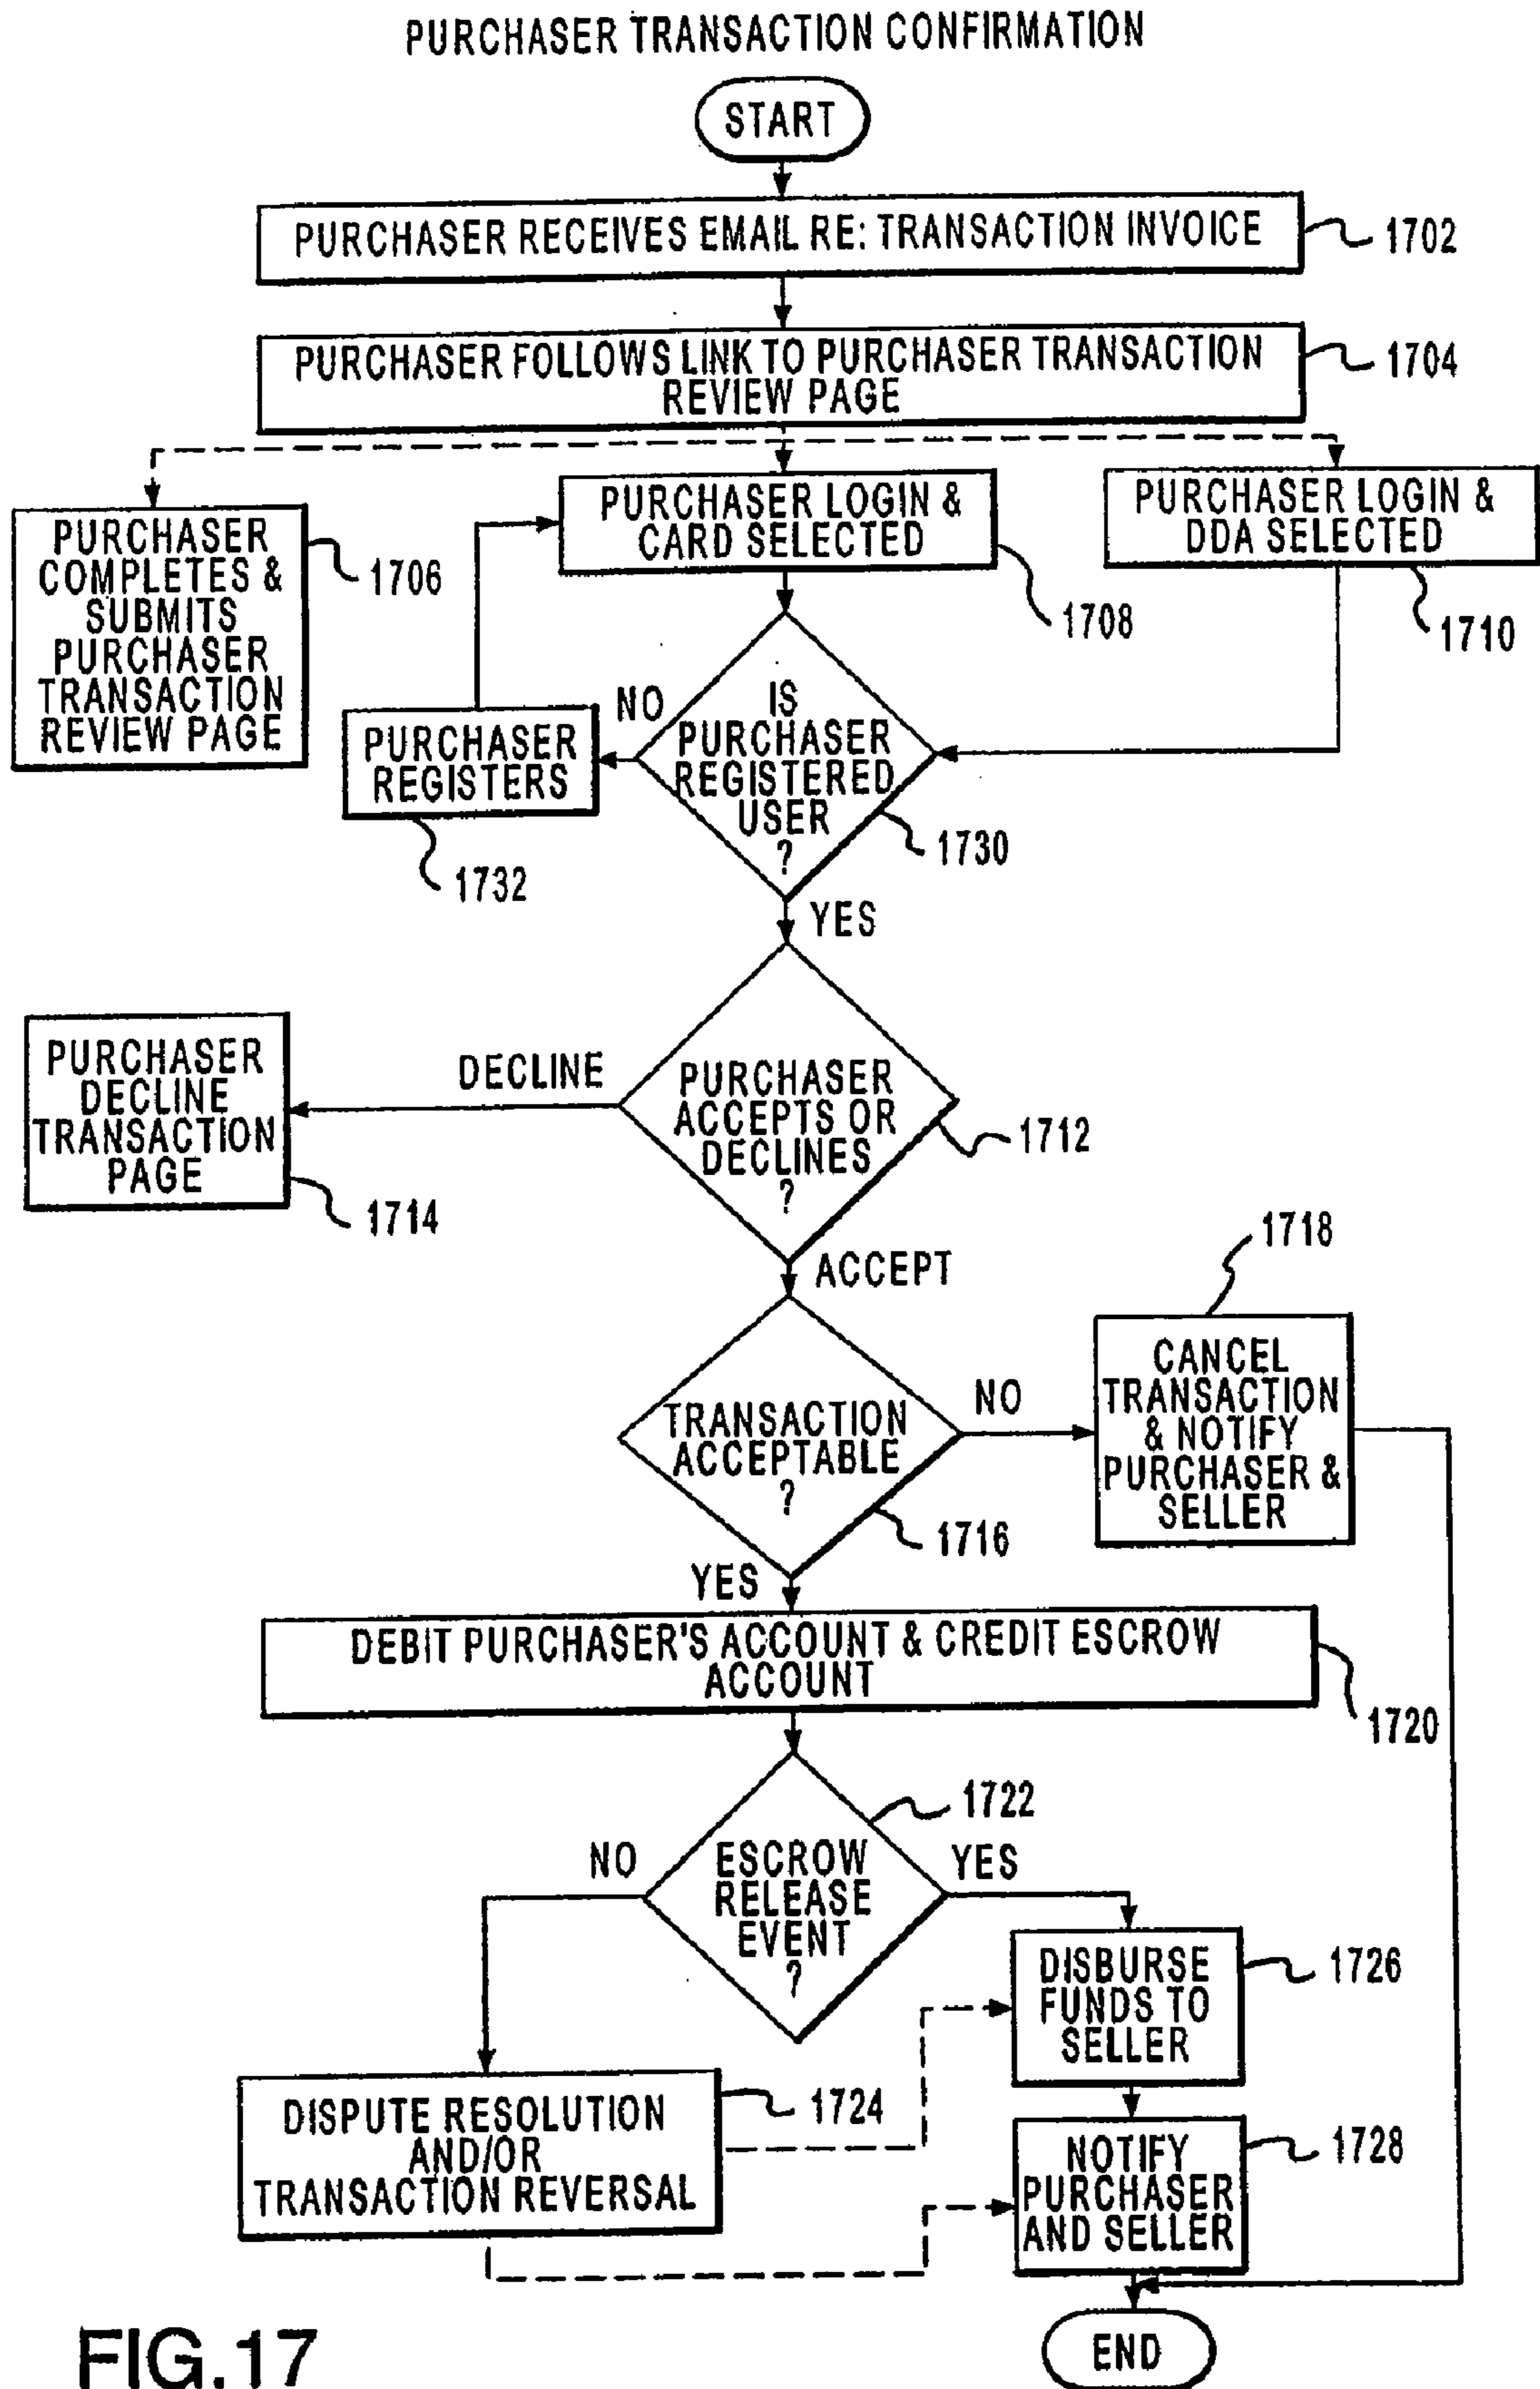 PURCHASER TRANSACTION CONFIRMATION
START
PURCHASER RECEIVES EMAIL RE: TRANSACTION INVOICE
1702
PURCHASER FOLLOWS LINK TO PURCHASER TRANSACTION
REVIEW PAGE
1704
PURCHASER
COMPLETES &
SUBMITS
PURCHASER
TRANSACTION
REVIEW PAGE
1706
PURCHASER LOGIN &
CARD SELECTED
1708
PURCHASER LOGIN &
DDA SELECTED
1710
IS
PURCHASER
REGISTERED
USER
?
1730
NO
PURCHASER
REGISTERS
1732
YES
PURCHASER
ACCEPTS OR
DECLINES
?
1712
DECLINE
PURCHASER
DECLINE
TRANSACTION
PAGE
1714
ACCEPT
TRANSACTION
ACCEPTABLE
?
1716
NO
1718
CANCEL
TRANSACTION
& NOTIFY
PURCHASER &
SELLER
YES
DEBIT PURCHASER'S ACCOUNT & CREDIT ESCROW
ACCOUNT
1720
ESCROW
RELEASE
EVENT
?
1722
NO
YES
DISBURSE
FUNDS TO
SELLER
1726
DISPUTE RESOLUTION
AND/OR
TRANSACTION REVERSAL
1724
NOTIFY
PURCHASER
AND SELLER
1728
END
FIG.17